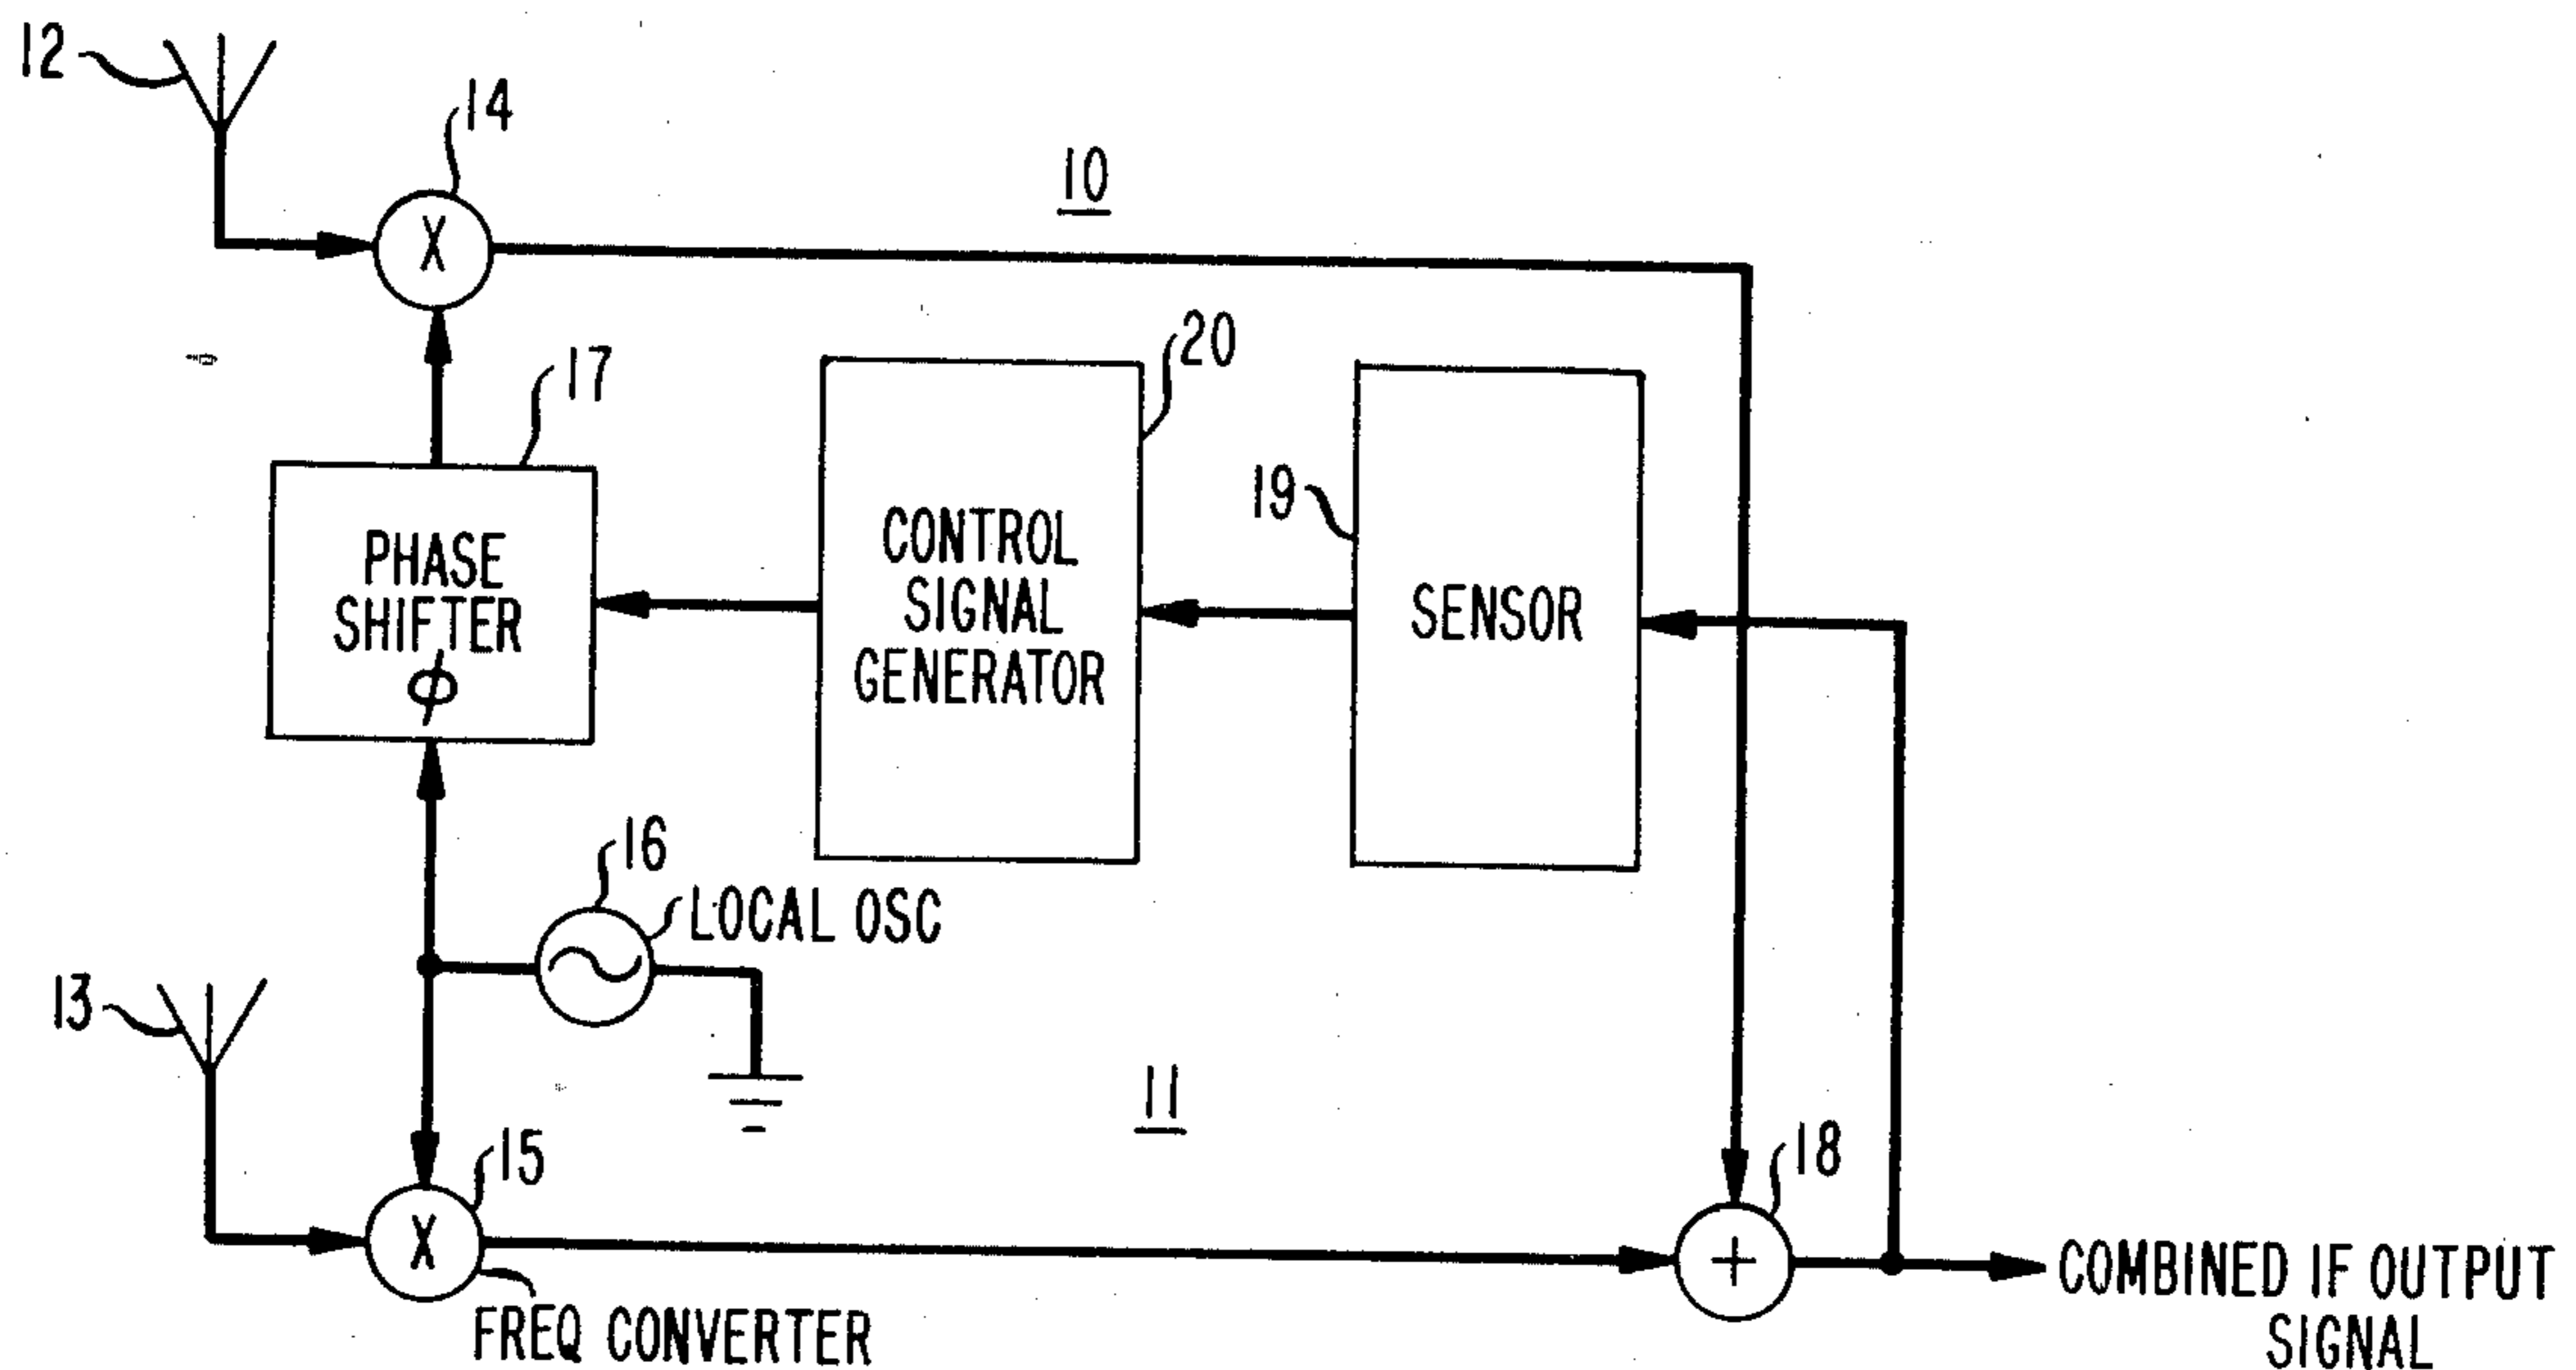 12
14
10
20
17
PHASE
SHIFTER
Φ
CONTROL
SIGNAL
GENERATOR
19
SENSOR
16
LOCAL OSC
13
11
15
X
X
FREQ CONVERTER
18
+
COMBINED IF OUTPUT
SIGNAL